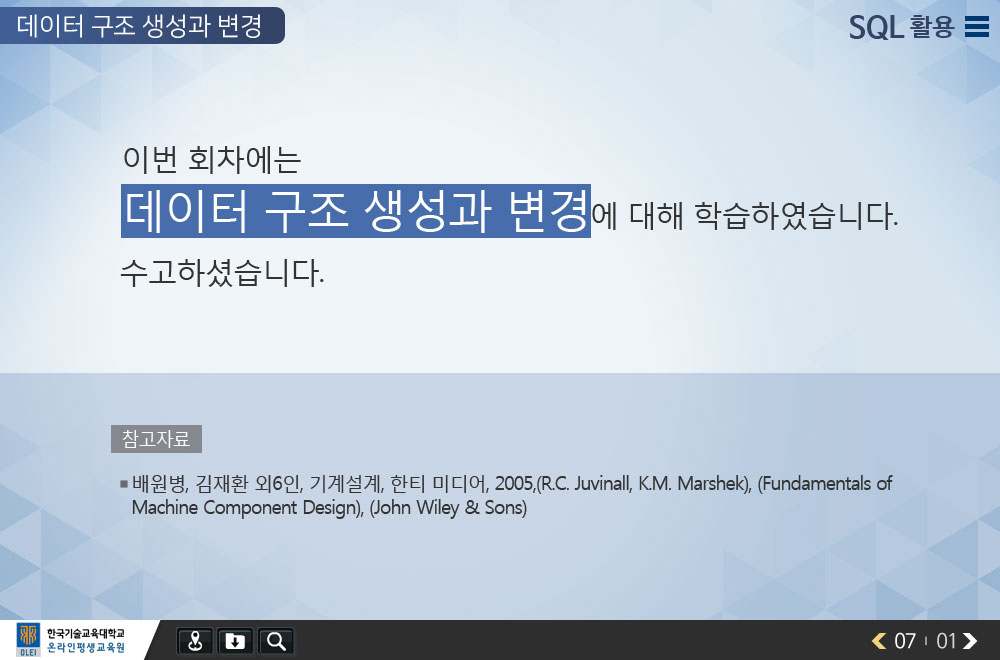 데이터 구조 생성과 변경
SQL 활용
이번 회차에는
데이터 구조 생성과 변경에 대해 학습하였습니다.
수고하셨습니다.
참고자료
배원병, 김재환 외6인, 기계설계, 한티 미디어, 2005,(R.C. Juvinall, K.M. Marshek), (Fundamentals of
Machine Component Design), (John Wiley & Sons)
OLEI
한국기술교육대학교
온라인평생교육원
07 | 01